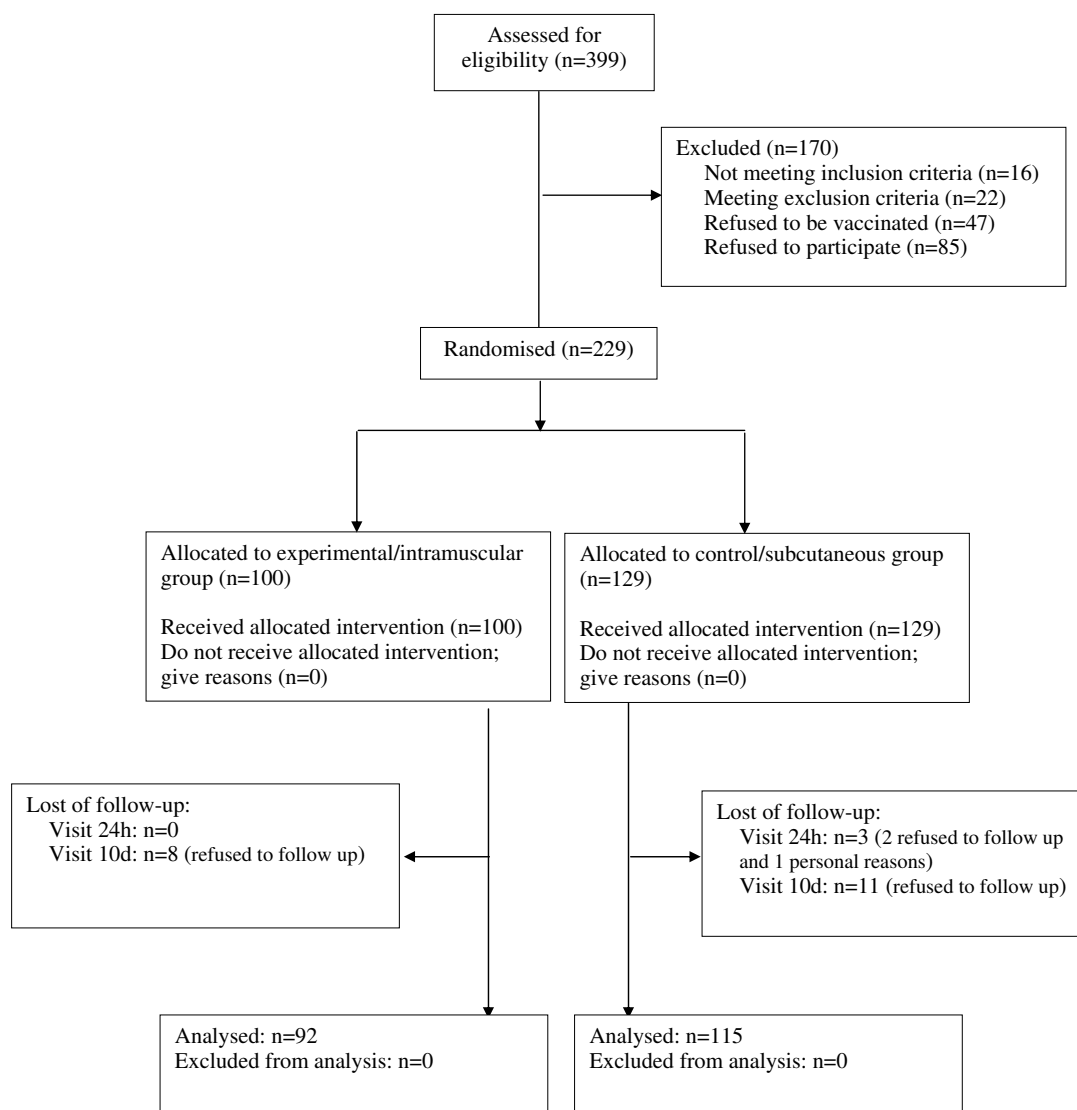 Assessed for
eligibility (n=399)
Excluded (n=170)
Not meeting inclusion criteria (n=16)
Meeting exclusion criteria (n=22)
Refused to be vaccinated (n=47)
Refused to participate (n=85)
Randomised (n=229)
Allocated to experimental/intramuscular
group (n=100)
Received allocated intervention (n=100)
Do not receive allocated intervention;
give reasons (n=0)
Allocated to control/subcutaneous group
(n=129)
Received allocated intervention (n=129)
Do not receive allocated intervention;
give reasons (n=0)
Lost of follow-up:
Visit 24h: n=0
Visit 10d: n=8 (refused to follow up)
Lost of follow-up:
Visit 24h: n=3 (2 refused to follow up
and 1 personal reasons)
Visit 10d: n=11 (refused to follow up)
Analysed: n=92
Excluded from analysis: n=0
Analysed: n=115
Excluded from analysis: n=0